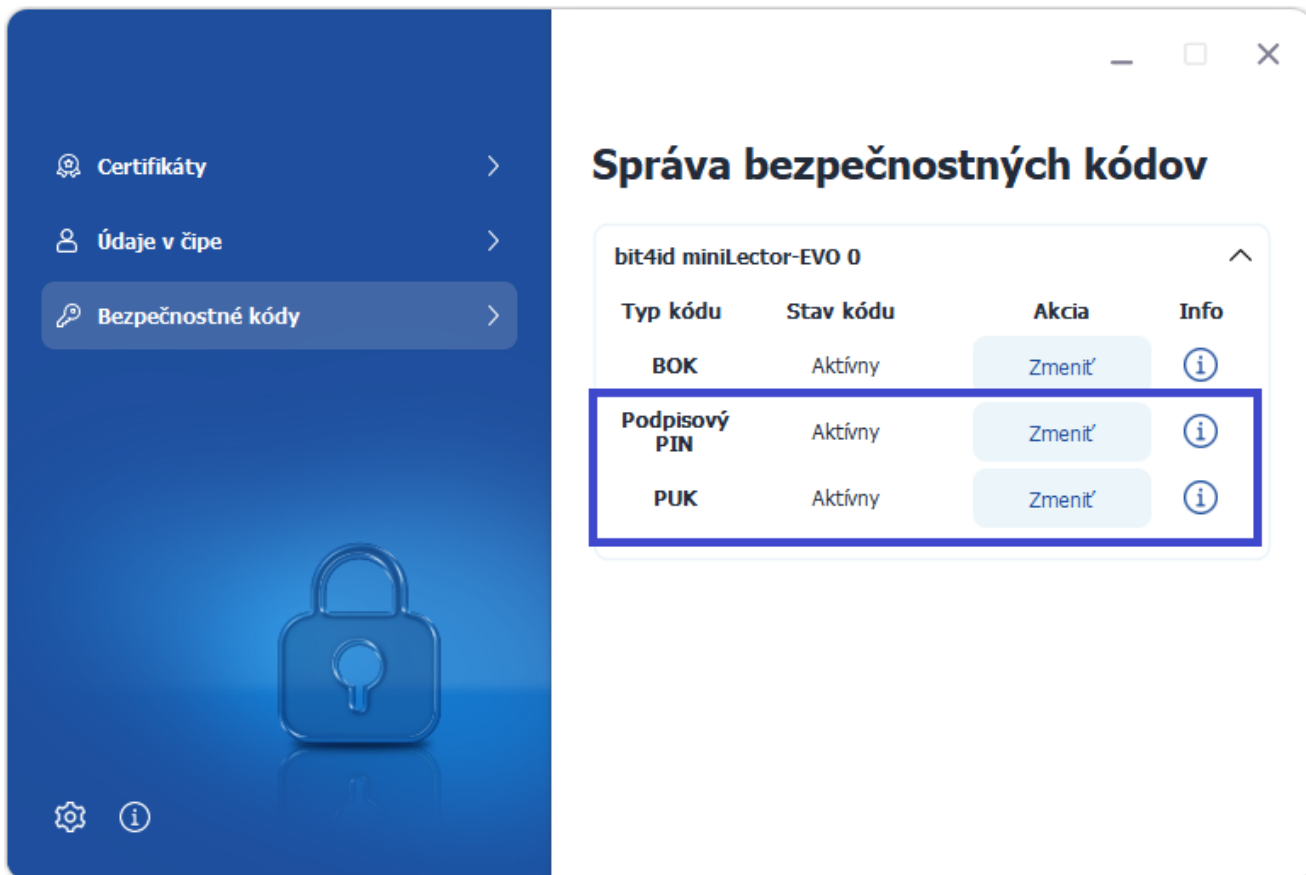 Certifikáty
Údaje v čipe
Bezpečnostné kódy
Správa bezpečnostných kódov
bit4id miniLector-EVO 0
Typ kódu Stav kódu Akcia Info
BOK Aktívny Zmeniť
Podpisový
PIN Aktívny Zmeniť
PUK Aktívny Zmeniť